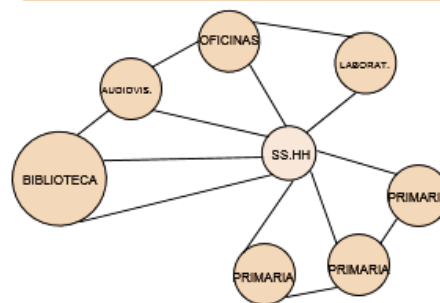 OFICINAS
LABORAT.
AUDIOVIS.
SS.HH
BIBLIOTECA
PRIMARI
PRIMARIA
PRIMARIA